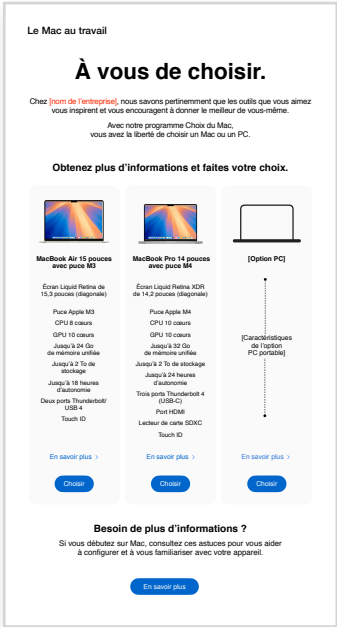 Le Mac au travail
À vous de choisir.
Chez [nom de l'entreprise], nous savons pertinemment que les outils que vous aimez
vous inspirent et vous encouragent à donner le meilleur de vous-même.
Avec notre programme Choix du Mac,
vous avez la liberté de choisir un Mac ou un PC.
Obtenez plus d'informations et faites votre choix.
MacBook Air 15 pouces
avec puce M3
Écran Liquid Retina de
15,3 pouces (diagonale)
Puce Apple M3
CPU 8 cœurs
GPU 10 cœurs
Jusqu'à 24 Go
de mémoire unifiée
Jusqu'à 2 To de
stockage
Jusqu'à 18 heures
d'autonomie
Deux ports Thunderbolt/
USB 4
Touch ID
En savoir plus >
Choisir
MacBook Pro 14 pouces
avec puce M4
Écran Liquid Retina XDR
de 14,2 pouces (diagonale)
Puce Apple M4
CPU 10 cœurs
GPU 10 cœurs
Jusqu'à 32 Go
de mémoire unifiée
Jusqu'à 2 To de stockage
Jusqu'à 24 heures
d'autonomie
Trois ports Thunderbolt 4
(USB-C)
Port HDMI
Lecteur de carte SDXC
Touch ID
En savoir plus >
Choisir
[Option PC]
[Caractéristiques
de l'option
PC portable]
En savoir plus >
Choisir
Besoin de plus d'informations ?
Si vous débutez sur Mac, consultez ces astuces pour vous aider
à configurer et à vous familiariser avec votre appareil.
En savoir plus